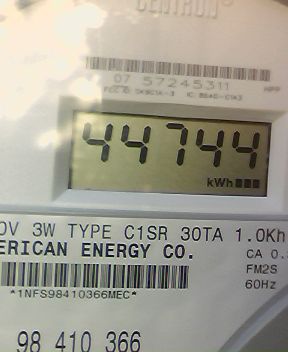 CENTRON
07 57245311
HPP
44744
kWh
0V 3W TYPE C1SR 30TA 1.0Kh
ERICAN ENERGY CO.
CA 0.
FM2S
*1NFS98410366MEC*
60Hz
98 410 366